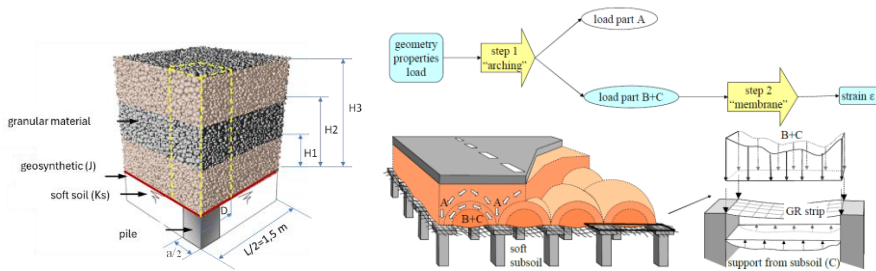 granular material
geosynthetic (J)
soft soil (Ks)
pile
a/2
D
L/2=1,5 m
H1
H2
H3
geometry
properties
load
step 1
“arching”
load part A
load part B+C
step 2
“membrane”
strain ε
A
A
B+C
soft
subsoil
B+C
GR strip
support from subsoil (C)